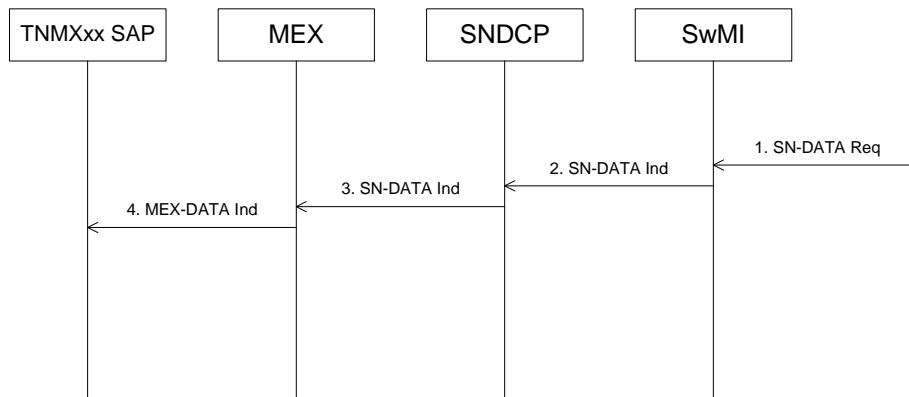 TNMXxx SAP
MEX
SNDCP
SwMI
1. SN-DATA Req
2. SN-DATA Ind
3. SN-DATA Ind
4. MEX-DATA Ind